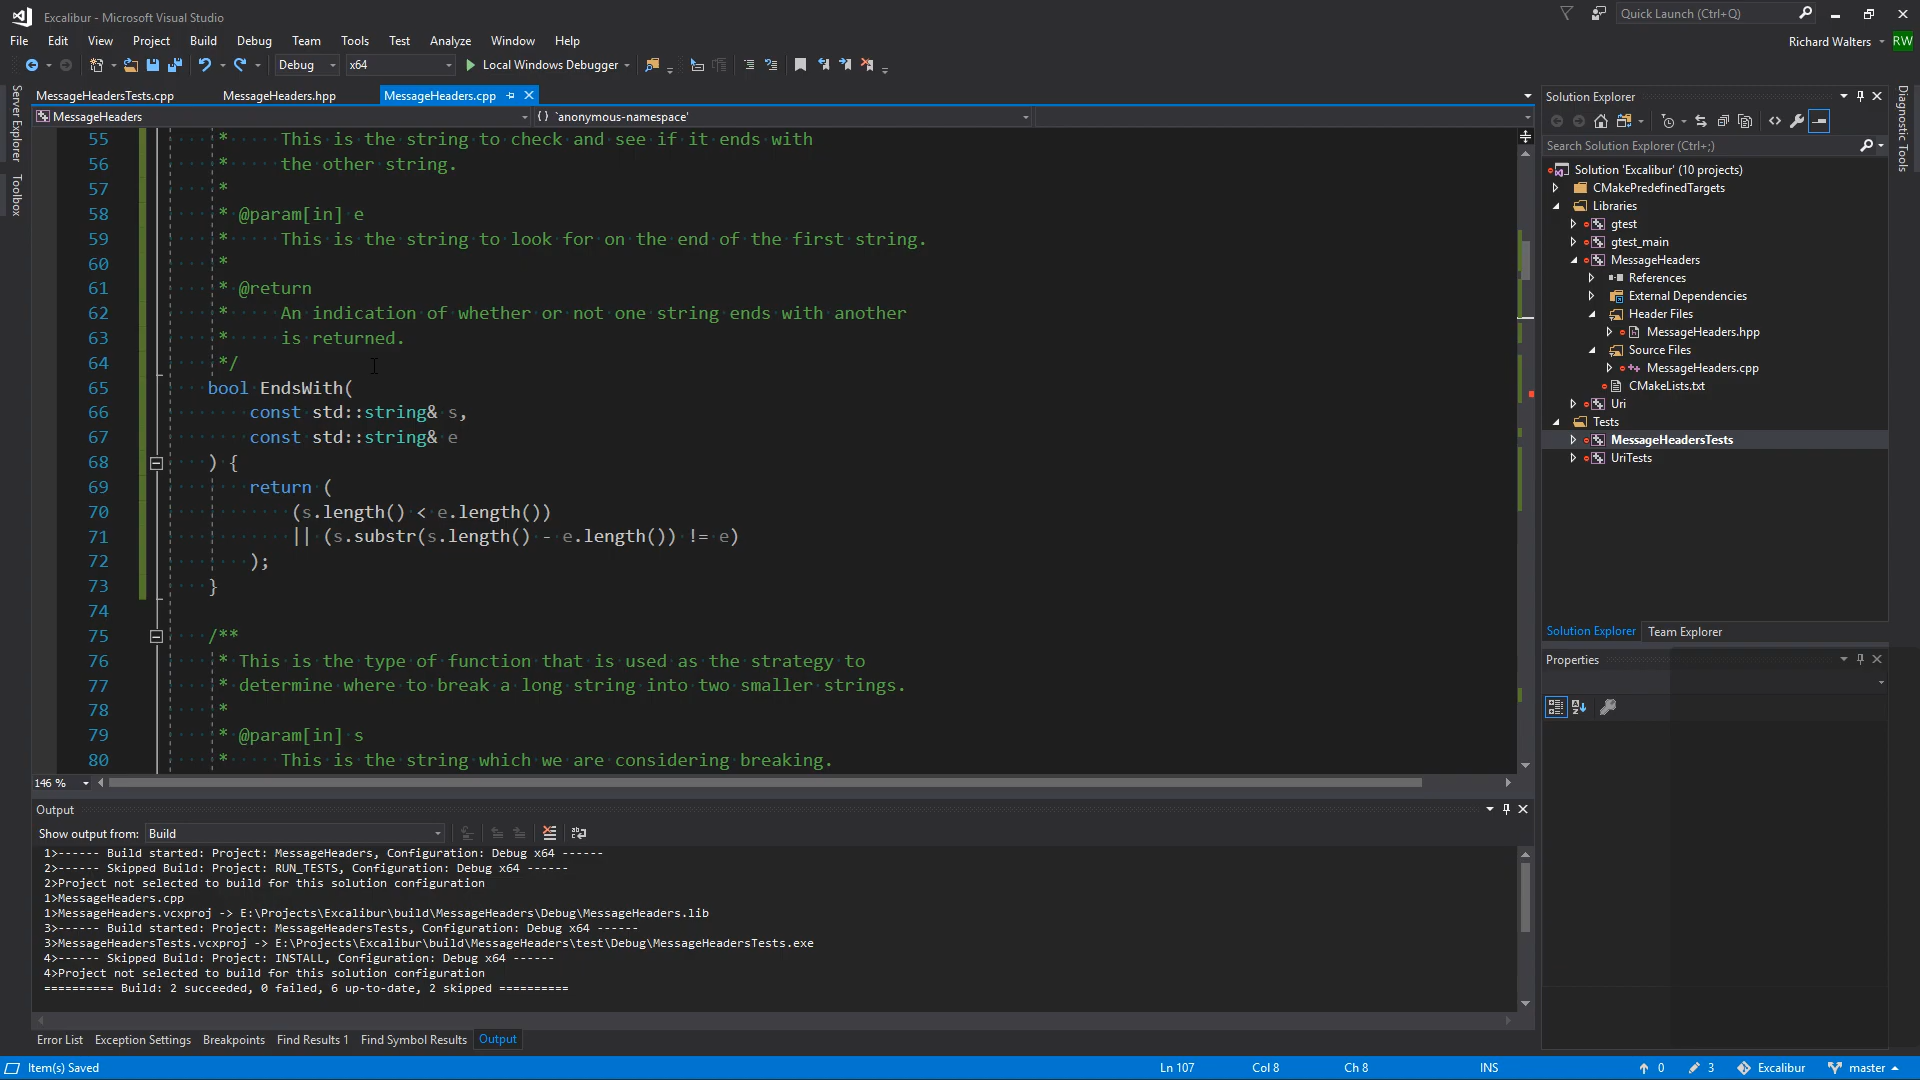 Excalibur - Microsoft Visual Studio
Quick Launch (Ctrl+Q)
File Edit View Project Build Debug Team Tools Test Analyze Window Help
Richard Walters RW
Debug x64 Local Windows Debugger
MessageHeadersTests.cpp MessageHeaders.hpp MessageHeaders.cpp
MessageHeaders {} `anonymous-namespace'
Server Explorer
Toolbox
55 * This is the string to check and see if it ends with
56 * the other string.
57 *
58 * @param[in] e
59 * This is the string to look for on the end of the first string.
60 *
61 * @return
62 * An indication of whether or not one string ends with another
63 * is returned.
64 */
65 bool EndsWith(
66 const std::string& s,
67 const std::string& e
68 ) {
69 return (
70 (s.length() < e.length())
71 || (s.substr(s.length() - e.length()) != e)
72 );
73 }
74
75 /**
76 * This is the type of function that is used as the strategy to
77 * determine where to break a long string into two smaller strings.
78 *
79 * @param[in] s
80 * This is the string which we are considering breaking.
146 %
Output
Show output from: Build
1>------ Build started: Project: MessageHeaders, Configuration: Debug x64 ------
2>------ Skipped Build: Project: RUN_TESTS, Configuration: Debug x64 ------
2>Project not selected to build for this solution configuration
1>MessageHeaders.cpp
1>MessageHeaders.vcxproj -> E:\Projects\Excalibur\build\MessageHeaders\Debug\MessageHeaders.lib
3>------ Build started: Project: MessageHeadersTests, Configuration: Debug x64 ------
3>MessageHeadersTests.vcxproj -> E:\Projects\Excalibur\build\MessageHeaders\test\Debug\MessageHeadersTests.exe
4>------ Skipped Build: Project: INSTALL, Configuration: Debug x64 ------
4>Project not selected to build for this solution configuration
========== Build: 2 succeeded, 0 failed, 6 up-to-date, 2 skipped ==========
Error List Exception Settings Breakpoints Find Results 1 Find Symbol Results Output
Solution Explorer
Search Solution Explorer (Ctrl+;)
Solution 'Excalibur' (10 projects)
CMakePredefinedTargets
Libraries
gtest
gtest_main
MessageHeaders
References
External Dependencies
Header Files
MessageHeaders.hpp
Source Files
MessageHeaders.cpp
CMakeLists.txt
Uri
Tests
MessageHeadersTests
UriTests
Solution Explorer Team Explorer
Properties
Diagnostic Tools
Item(s) Saved Ln 107 Col 8 Ch 8 INS 0 3 Excalibur master